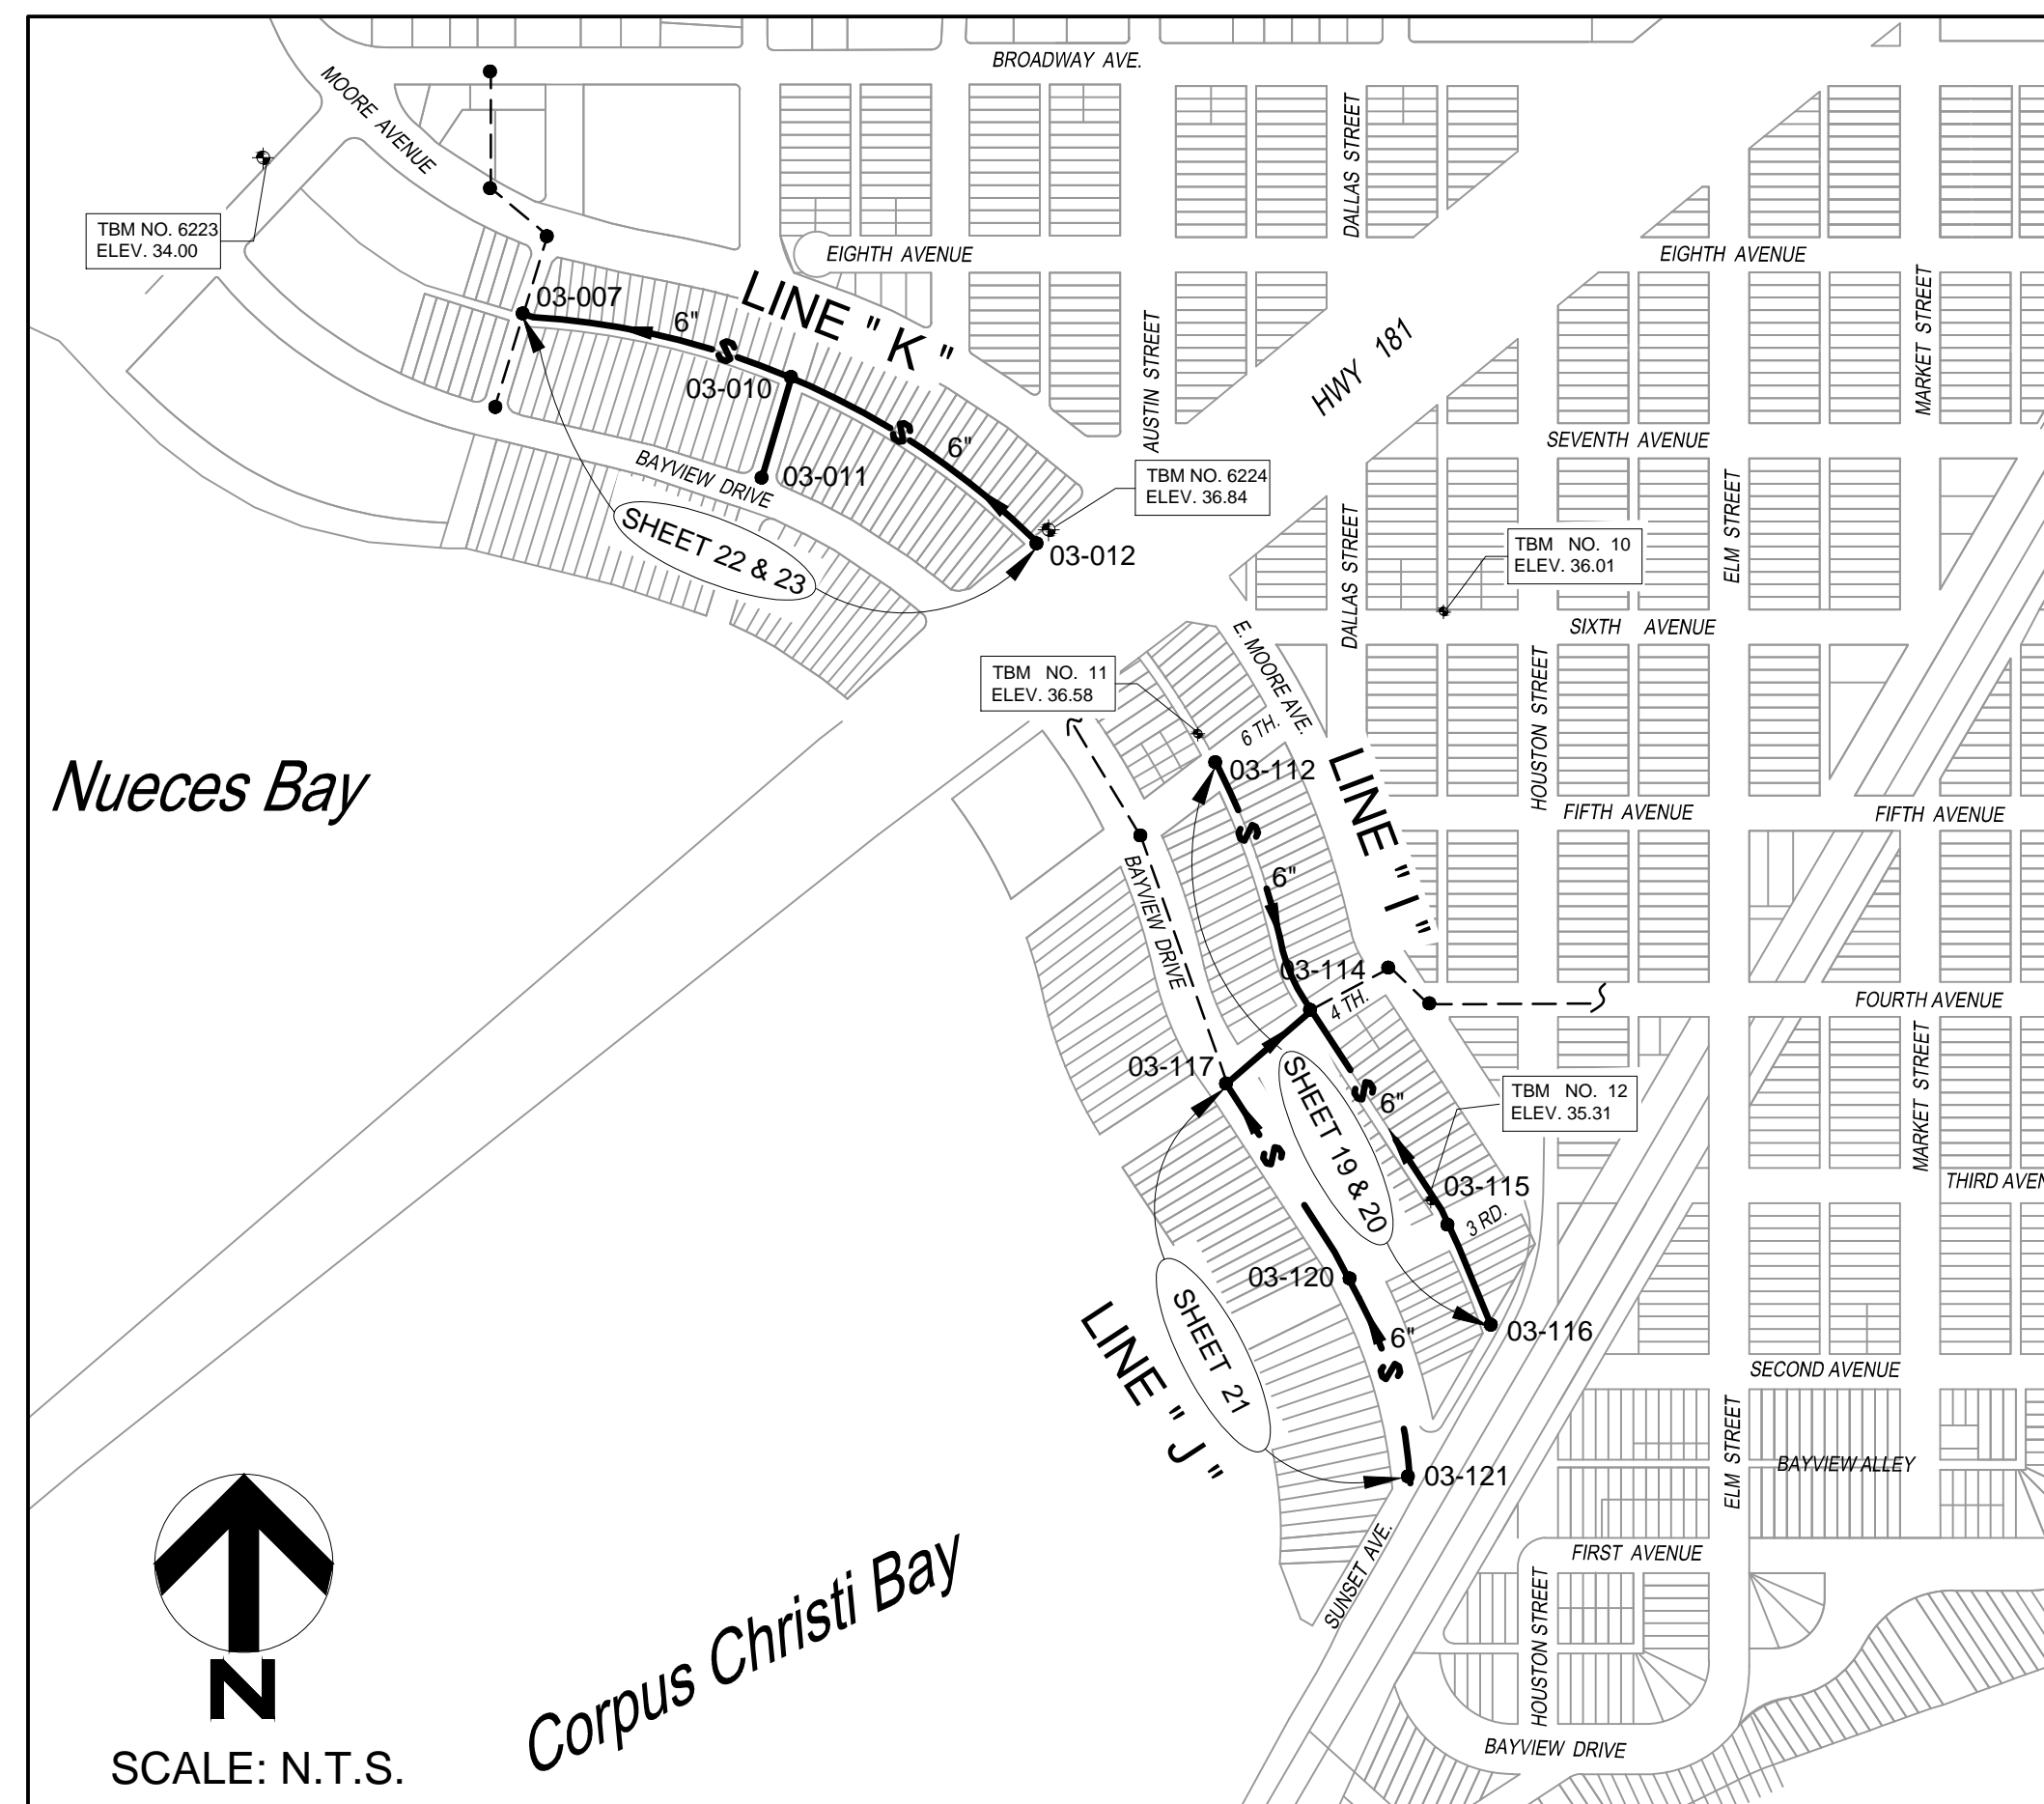 BROADWAY AVE.
MOORE AVENUE
DALLAS STREET
TBM NO. 6223
ELEV. 34.00
EIGHTH AVENUE
EIGHTH AVENUE
03-007
LINE " K "
6"
S
MARKET STREET
AUSTIN STREET
HWY 181
03-010
S
6"
SEVENTH AVENUE
BAYVIEW DRIVE
03-011
TBM NO. 6224
ELEV. 36.84
ELM STREET
SHEET 22 & 23
03-012
DALLAS STREET
TBM NO. 10
ELEV. 36.01
SIXTH AVENUE
E. MOORE AVE.
TBM NO. 11
ELEV. 36.58
6 TH.
HOUSTON STREET
Nueces Bay
03-112
LINE " I "
S
FIFTH AVENUE
FIFTH AVENUE
6"
BAYVIEW DRIVE
03-114
4 TH.
FOURTH AVENUE
03-117
SHEET 19 & 20
S
6"
TBM NO. 12
ELEV. 35.31
MARKET STREET
S
03-115
3 RD.
THIRD AVEN
03-120
SHEET 21
LINE " J "
6"
S
03-116
SECOND AVENUE
ELM STREET
03-121
BAYVIEW ALLEY
SUNSET AVE.
FIRST AVENUE
HOUSTON STREET
Corpus Christi Bay
N
BAYVIEW DRIVE
SCALE: N.T.S.